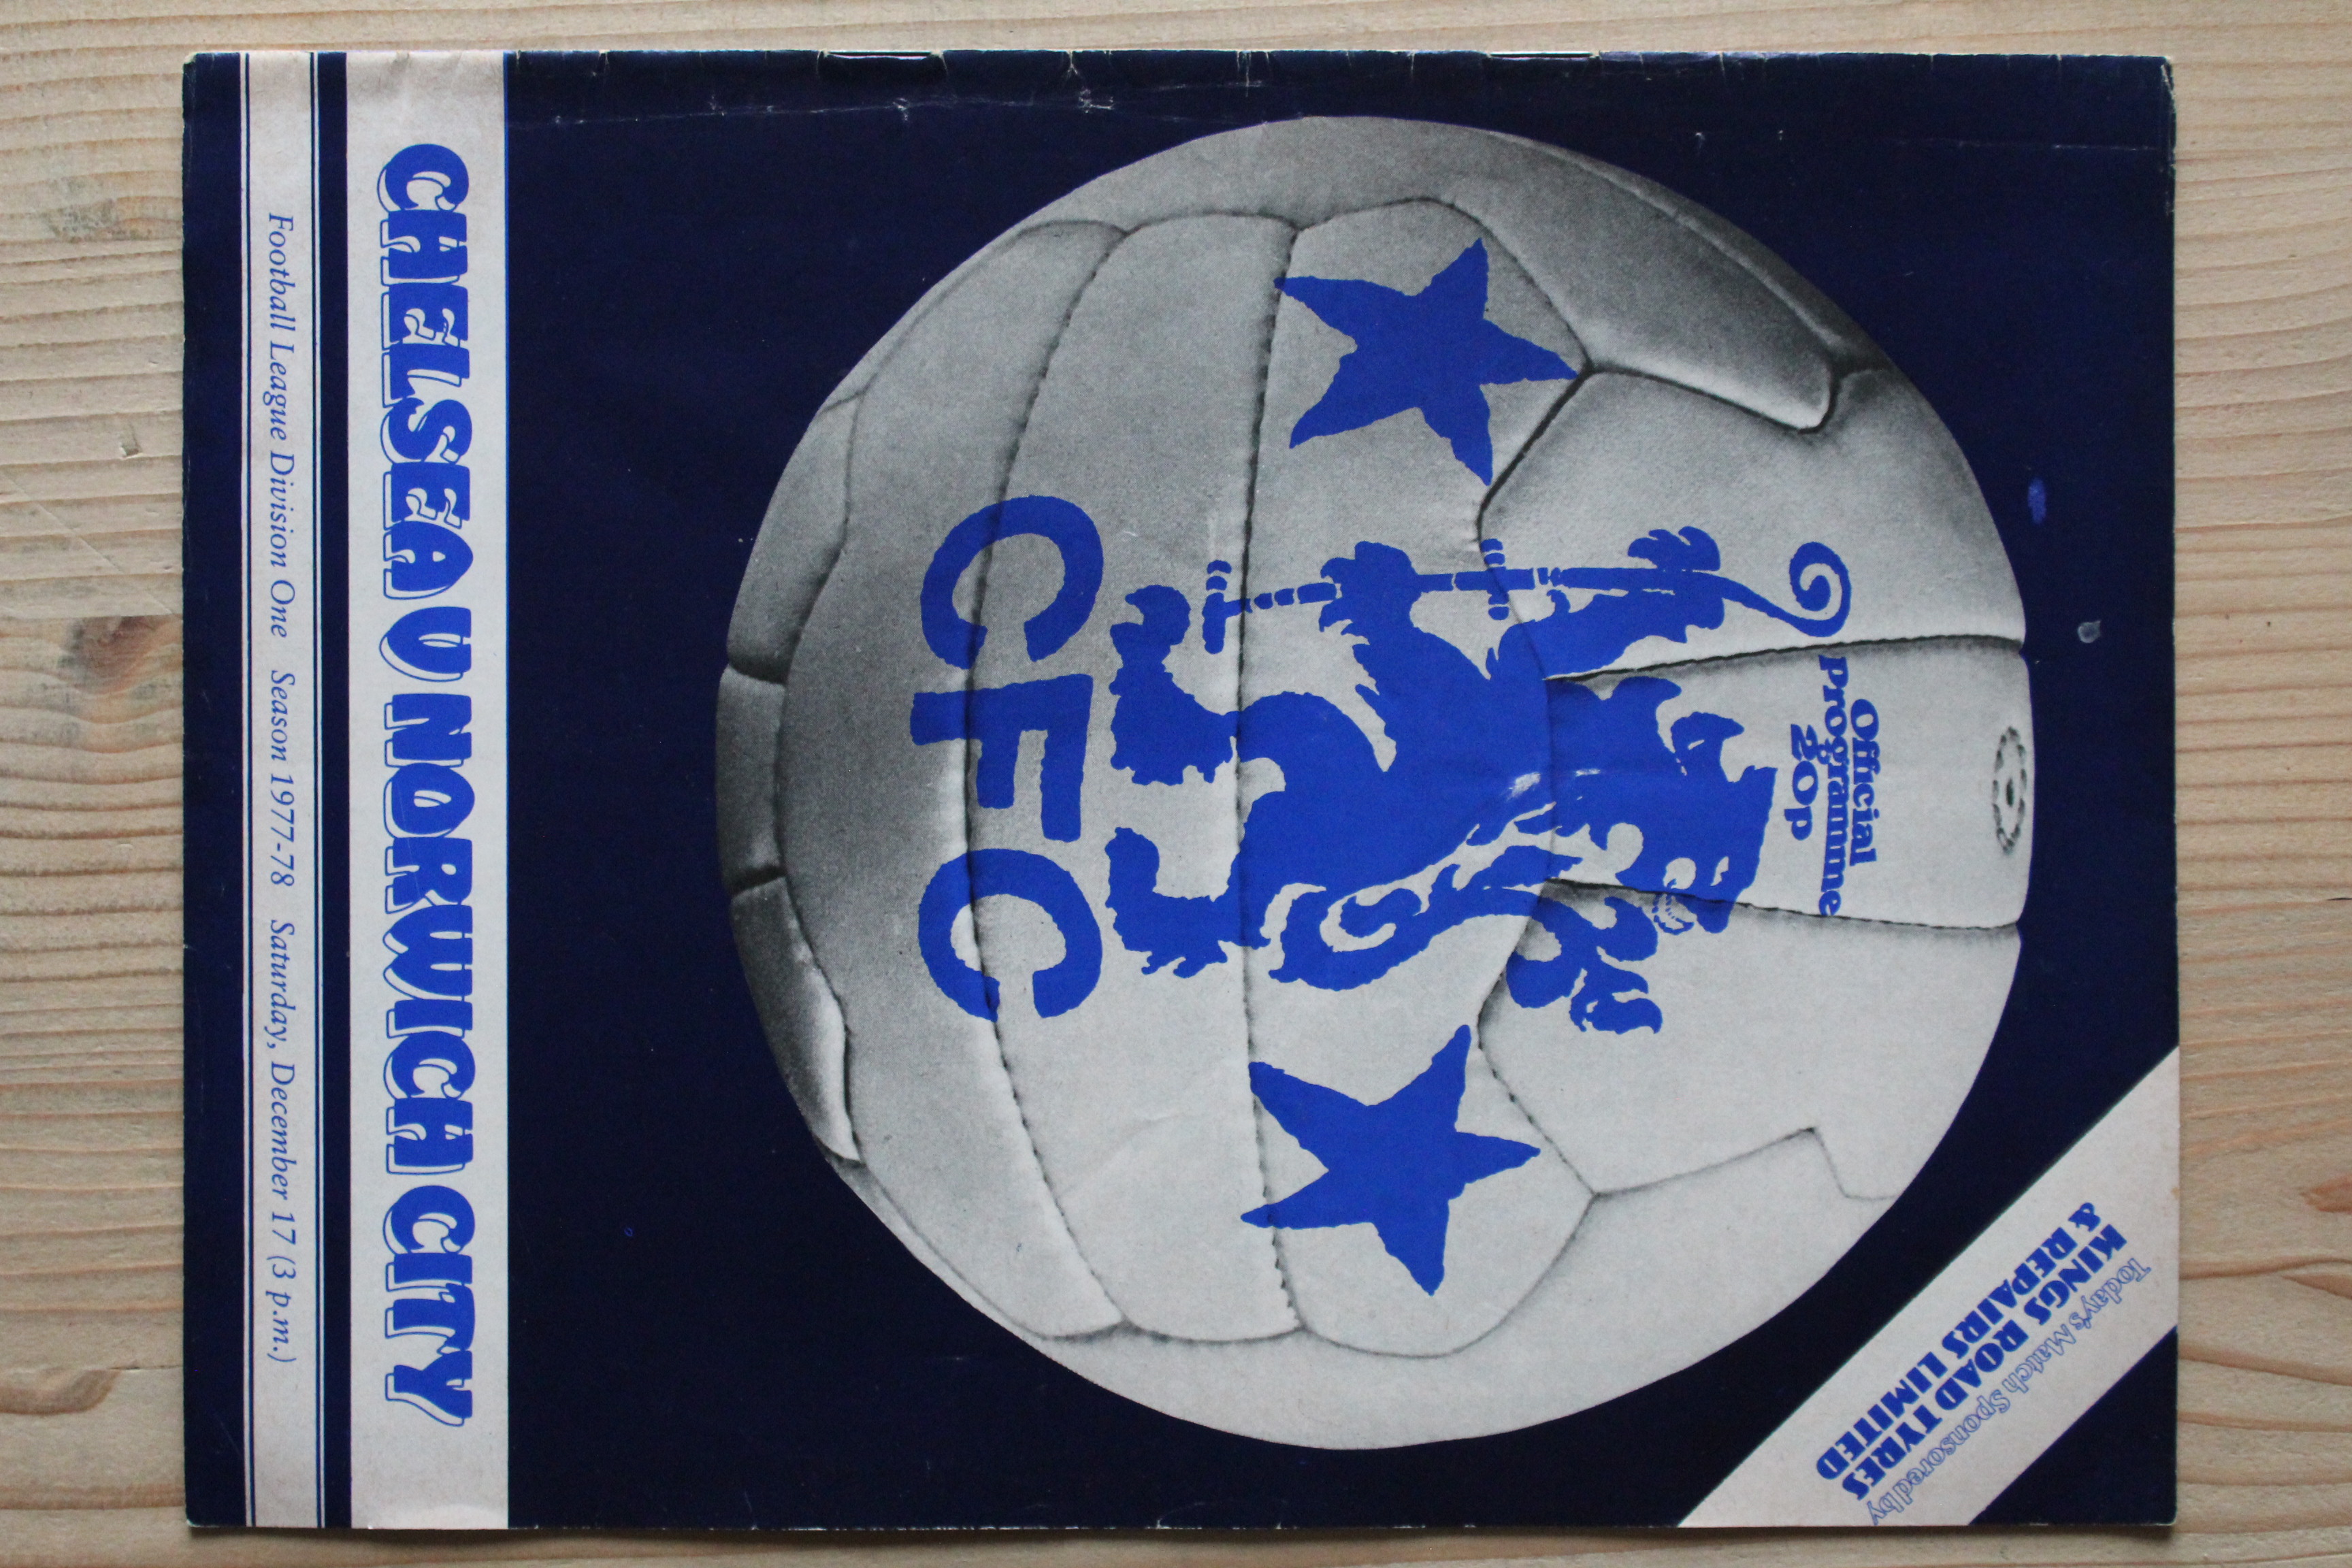 Today's Match Sponsored by
KINGS ROAD TYRES
& REPAIRS LIMITED
Official
Programme
20p
CFC
CHELSEA V NORWICH CITY
Football League Division One Season 1977-78 Saturday, December 17 (3 p.m.)